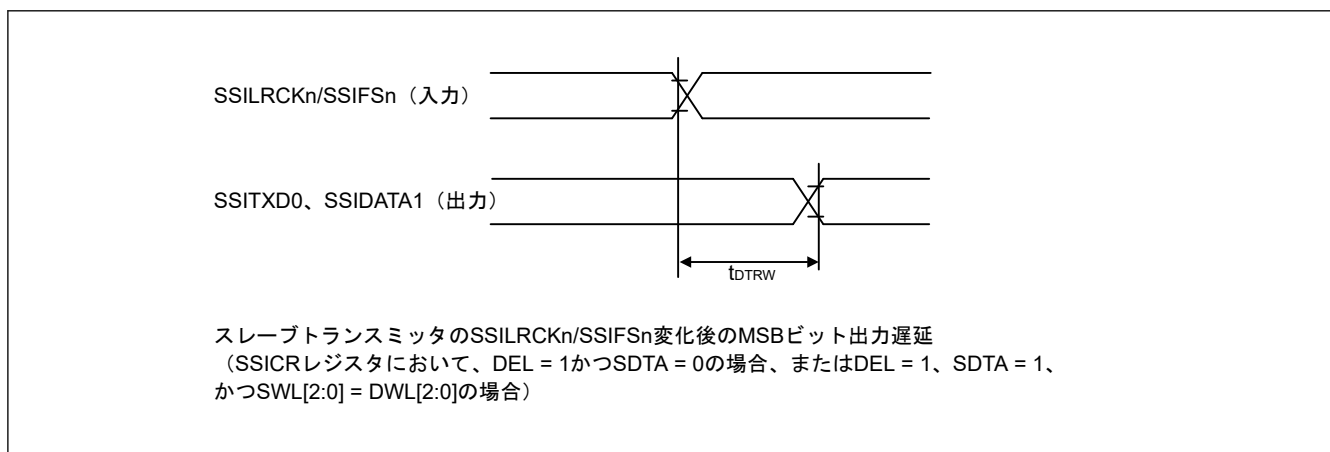 SSILRCKn/SSIFSn（入力）
SSITXD0、SSIDATA1（出力）
tDTRW
スレーブトランスミッタのSSILRCKn/SSIFSn変化後のMSBビット出力遅延
（SSICRレジスタにおいて、DEL = 1かつSDTA = 0の場合、またはDEL = 1、SDTA = 1、
かつSWL[2:0] = DWL[2:0]の場合）